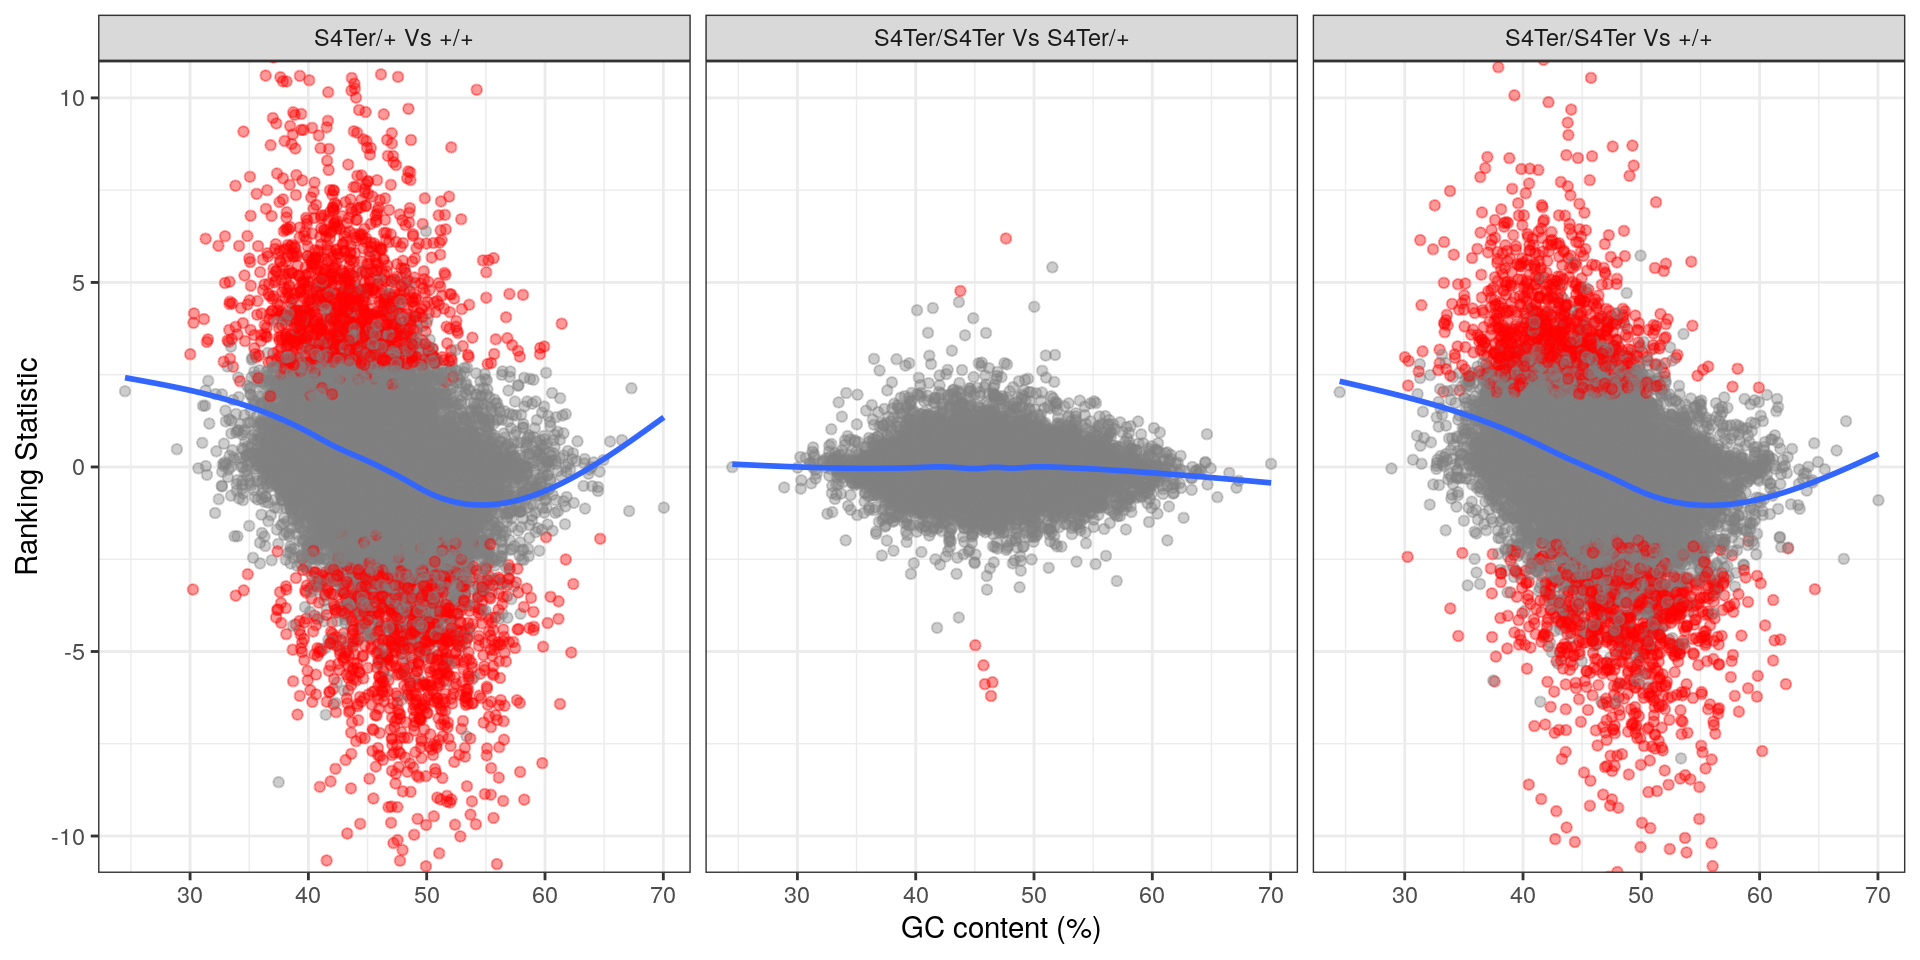 S4Ter/+ Vs +/+
S4Ter/S4Ter Vs S4Ter/+
S4Ter/S4Ter Vs +/+
Ranking Statistic
10
5
0
-5
-10
30 40 50 60 70
30 40 50 60 70
30 40 50 60 70
GC content (%)